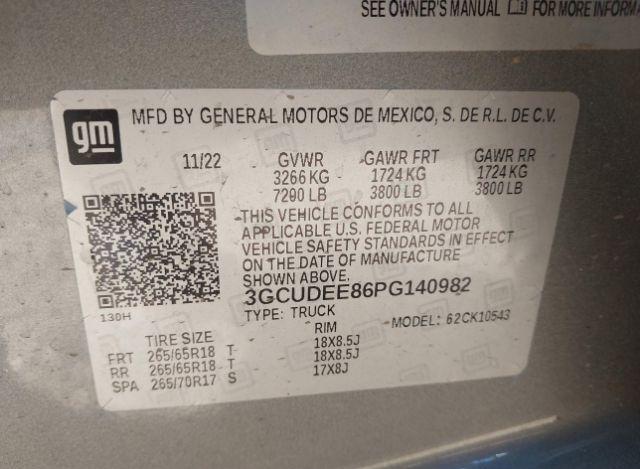 SEE OWNER'S MANUAL FOR MORE INFORMA
gm
MFD BY GENERAL MOTORS DE MEXICO, S. DE R.L. DE C.V.
11/22 GVWR GAWR FRT GAWR RR
3266 KG 1724 KG 1724 KG
7200 LB 3800 LB 3800 LB
THIS VEHICLE CONFORMS TO ALL
APPLICABLE U.S. FEDERAL MOTOR
VEHICLE SAFETY STANDARDS IN EFFECT
ON THE DATE OF MANUFACTURE
SHOWN ABOVE.
3GCUDEE86PG140982
130H
TYPE: TRUCK MODEL: 62CK10543
TIRE SIZE RIM
FRT 265/65R18 T 18X8.5J
RR 265/65R18 T 18X8.5J
SPA 265/70R17 S 17X8J